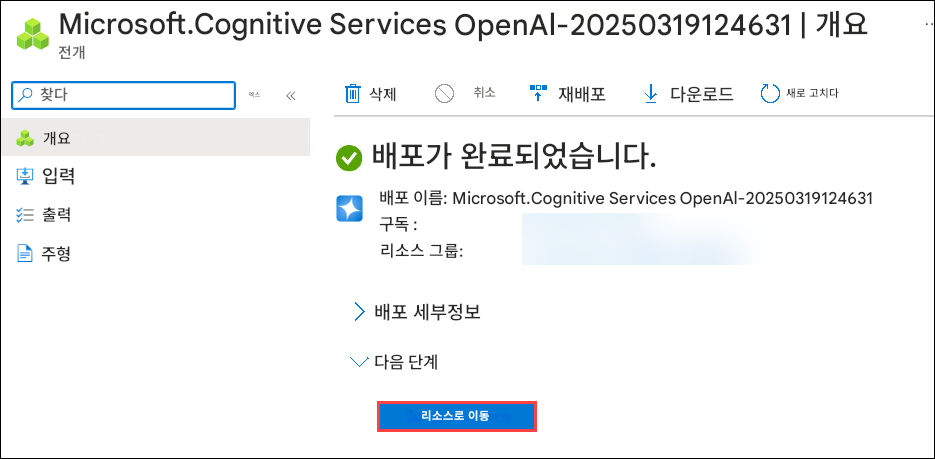 Microsoft.Cognitive Services OpenAI-20250319124631 | 개요
전개
찾다
엑스
삭제
취소
재배포
다운로드
새로 고치다
개요
입력
출력
주형
배포가 완료되었습니다.
배포 이름: Microsoft.Cognitive Services OpenAI-20250319124631
구독 :
리소스 그룹:
배포 세부정보
다음 단계
리소스로 이동